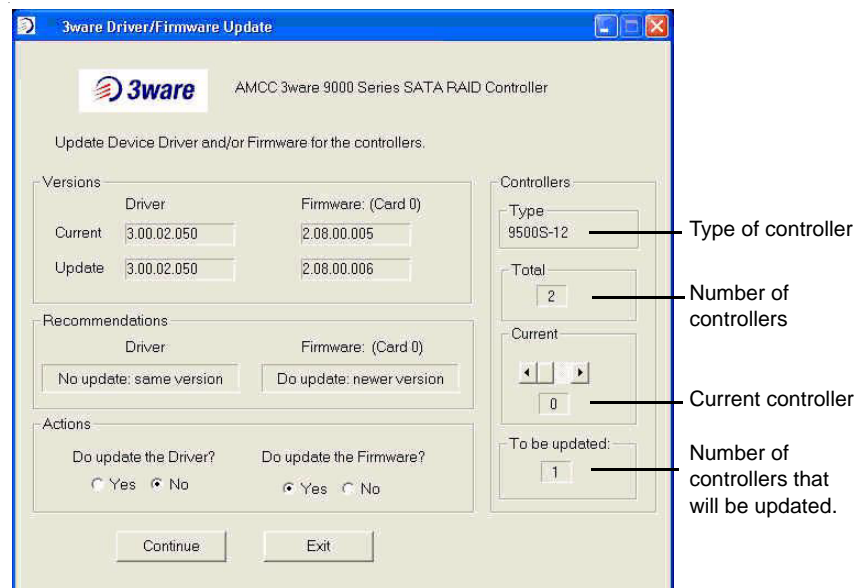 3ware Driver/Firmware Update
3ware
AMCC 3ware 9000 Series SATA RAID Controller
Update Device Driver and/or Firmware for the controllers.
Versions
Driver
Firmware: (Card 0)
Current
3.00.02.050
2.08.00.005
Update
3.00.02.050
2.08.00.006
Recommendations
Driver
Firmware: (Card 0)
No update: same version
Do update: newer version
Actions
Do update the Driver?
Do update the Firmware?
Yes
No
Yes
No
Continue
Exit
Controllers
Type
9500S-12
Total
2
Current
0
To be updated:
1
Type of controller
Number of
controllers
Current controller
Number of
controllers that
will be updated.